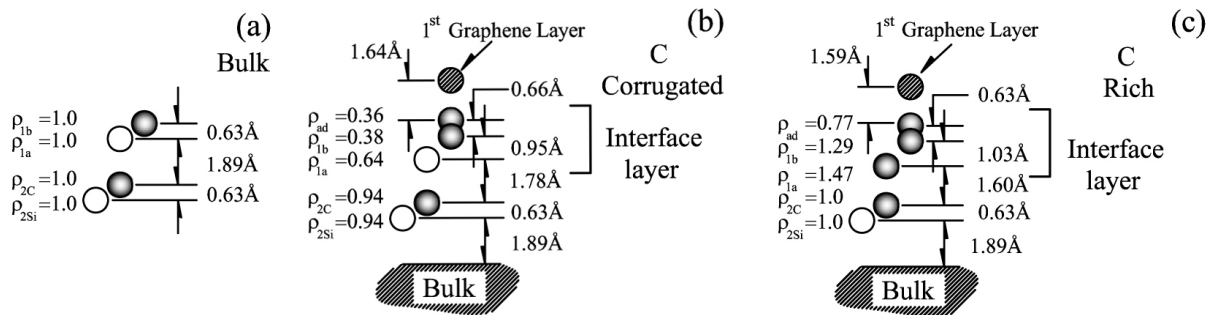 (a)
Bulk
ρ1b=1.0
ρ1a=1.0
0.63Å
1.89Å
ρ2C=1.0
ρ2Si=1.0
0.63Å
(b)
1st Graphene Layer
1.64Å
C
Corrugated
0.66Å
ρad=0.36
ρ1b=0.38
ρ1a=0.64
0.95Å
Interface
layer
1.78Å
ρ2C=0.94
ρ2Si=0.94
0.63Å
1.89Å
Bulk
(c)
1st Graphene Layer
1.59Å
C
Rich
0.63Å
ρad=0.77
ρ1b=1.29
ρ1a=1.47
1.03Å
Interface
layer
1.60Å
ρ2C=1.0
ρ2Si=1.0
0.63Å
1.89Å
Bulk